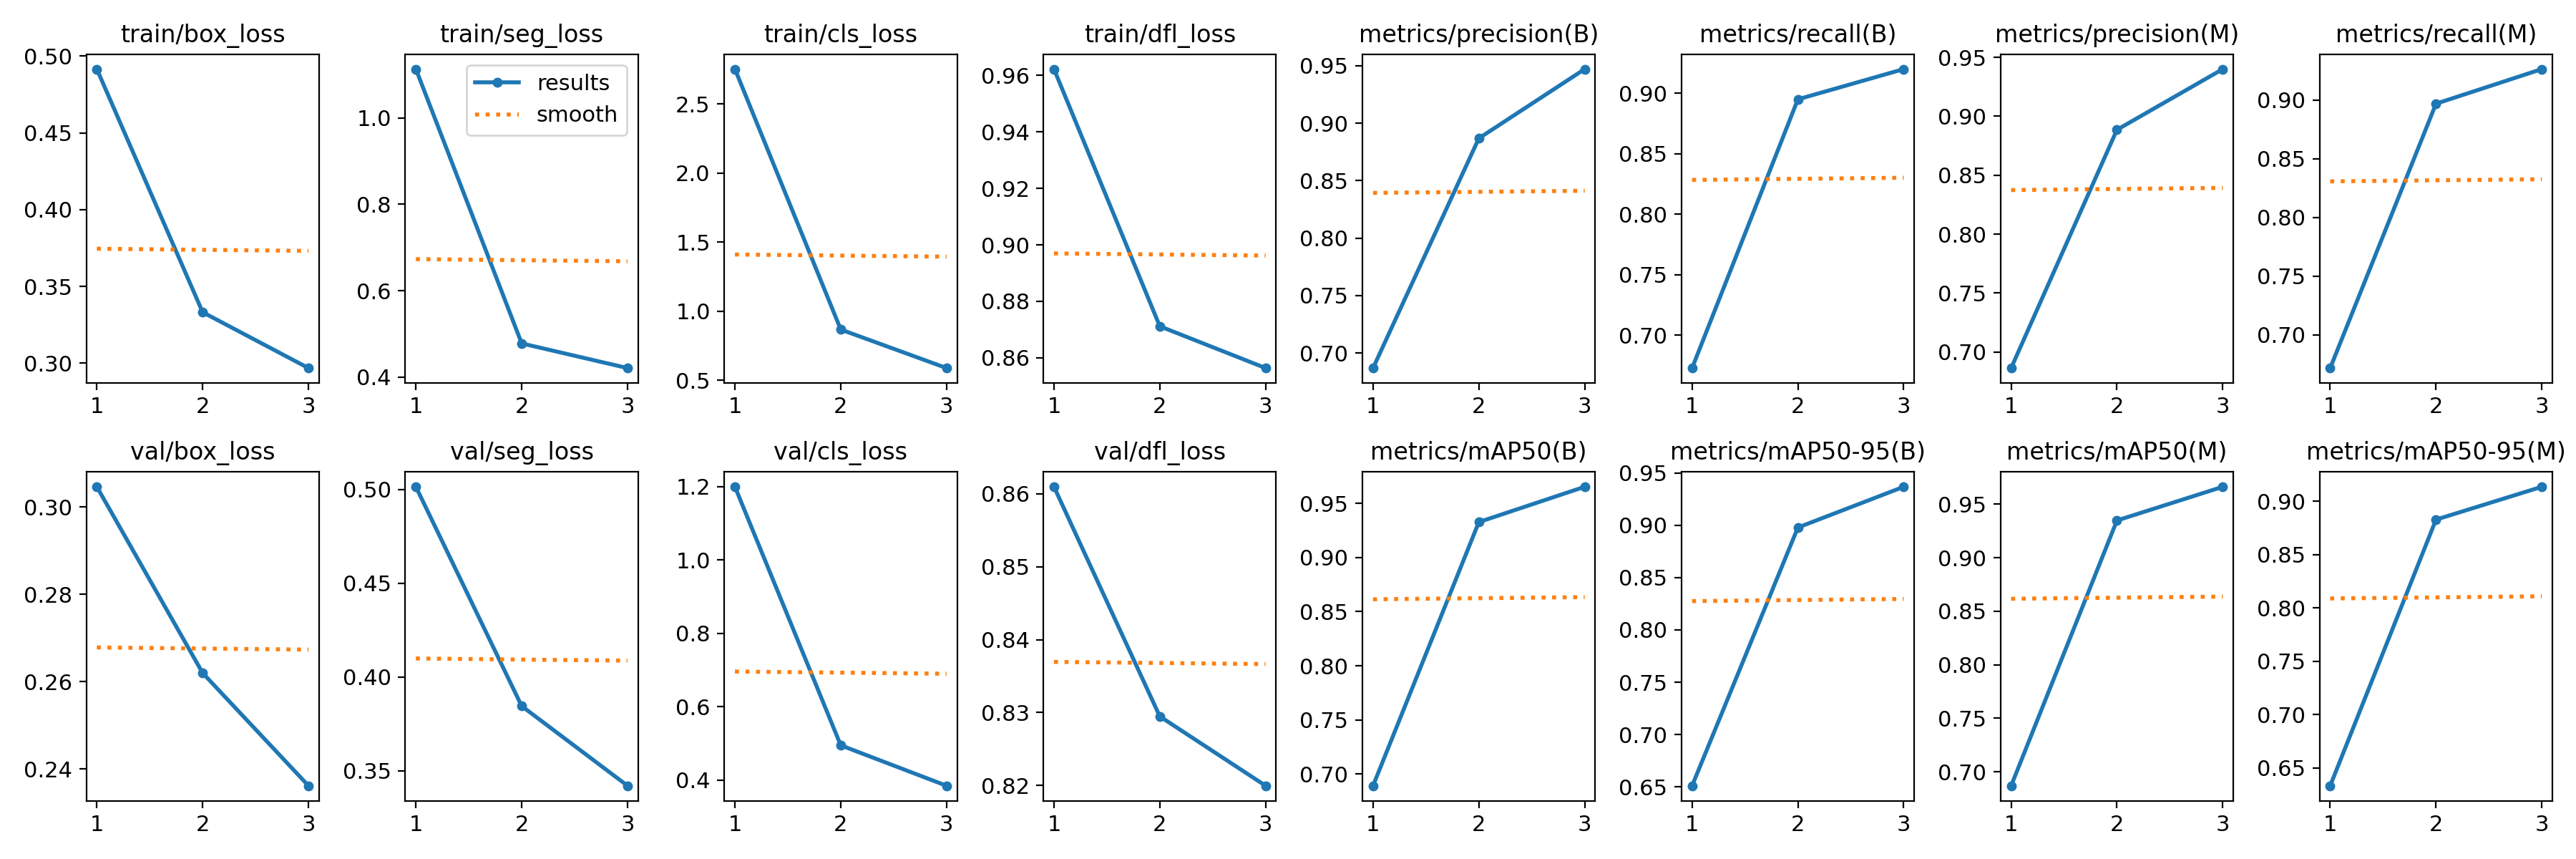 train/box_loss
0.50
0.45
0.40
0.35
0.30
1 2 3
train/seg_loss
results
smooth
1.0
0.8
0.6
0.4
1 2 3
train/cls_loss
2.5
2.0
1.5
1.0
0.5
1 2 3
train/dfl_loss
0.96
0.94
0.92
0.90
0.88
0.86
1 2 3
metrics/precision(B)
0.95
0.90
0.85
0.80
0.75
0.70
1 2 3
metrics/recall(B)
0.90
0.85
0.80
0.75
0.70
1 2 3
metrics/precision(M)
0.95
0.90
0.85
0.80
0.75
0.70
1 2 3
metrics/recall(M)
0.90
0.85
0.80
0.75
0.70
1 2 3
val/box_loss
0.30
0.28
0.26
0.24
1 2 3
val/seg_loss
0.50
0.45
0.40
0.35
1 2 3
val/cls_loss
1.2
1.0
0.8
0.6
0.4
1 2 3
val/dfl_loss
0.86
0.85
0.84
0.83
0.82
1 2 3
metrics/mAP50(B)
0.95
0.90
0.85
0.80
0.75
0.70
1 2 3
metrics/mAP50-95(B)
0.95
0.90
0.85
0.80
0.75
0.70
0.65
1 2 3
metrics/mAP50(M)
0.95
0.90
0.85
0.80
0.75
0.70
1 2 3
metrics/mAP50-95(M)
0.90
0.85
0.80
0.75
0.70
0.65
1 2 3